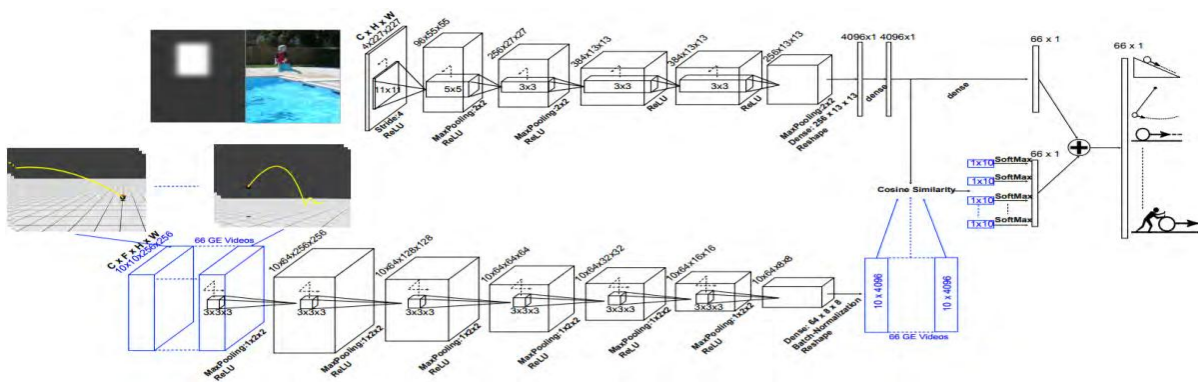 C x H x W
4x227x227
11x11
Stride:4
ReLU
96x55x55
5x5
MaxPooling:2x2
ReLU
256x27x27
3x3
MaxPooling:2x2
ReLU
384x13x13
3x3
ReLU
384x13x13
3x3
ReLU
256x13x13
MaxPooling:2x2
Dense: 256 x 13 x 13
Reshape
4096x1
dense
4096x1
dense
66 x 1
66 x 1
Cosine Similarity
1x10
SoftMax
1x10
SoftMax
1x10
SoftMax
1x10
SoftMax
66 x 1
C x F x H x W
10x10x256x256
66 GE Videos
3x3x3
MaxPooling:1x2x2
ReLU
10x64x256x256
3x3x3
MaxPooling:1x2x2
ReLU
10x64x128x128
3x3x3
MaxPooling:1x2x2
ReLU
10x64x64x64
3x3x3
MaxPooling:1x2x2
ReLU
10x64x32x32
3x3x3
MaxPooling:1x2x2
ReLU
10x64x16x16
3x3x3
MaxPooling:1x2x2
ReLU
10x64x8x8
Dense: 64 x 8 x 8
Batch-Normalization
Reshape
10 x 4096
10 x 4096
66 GE Videos